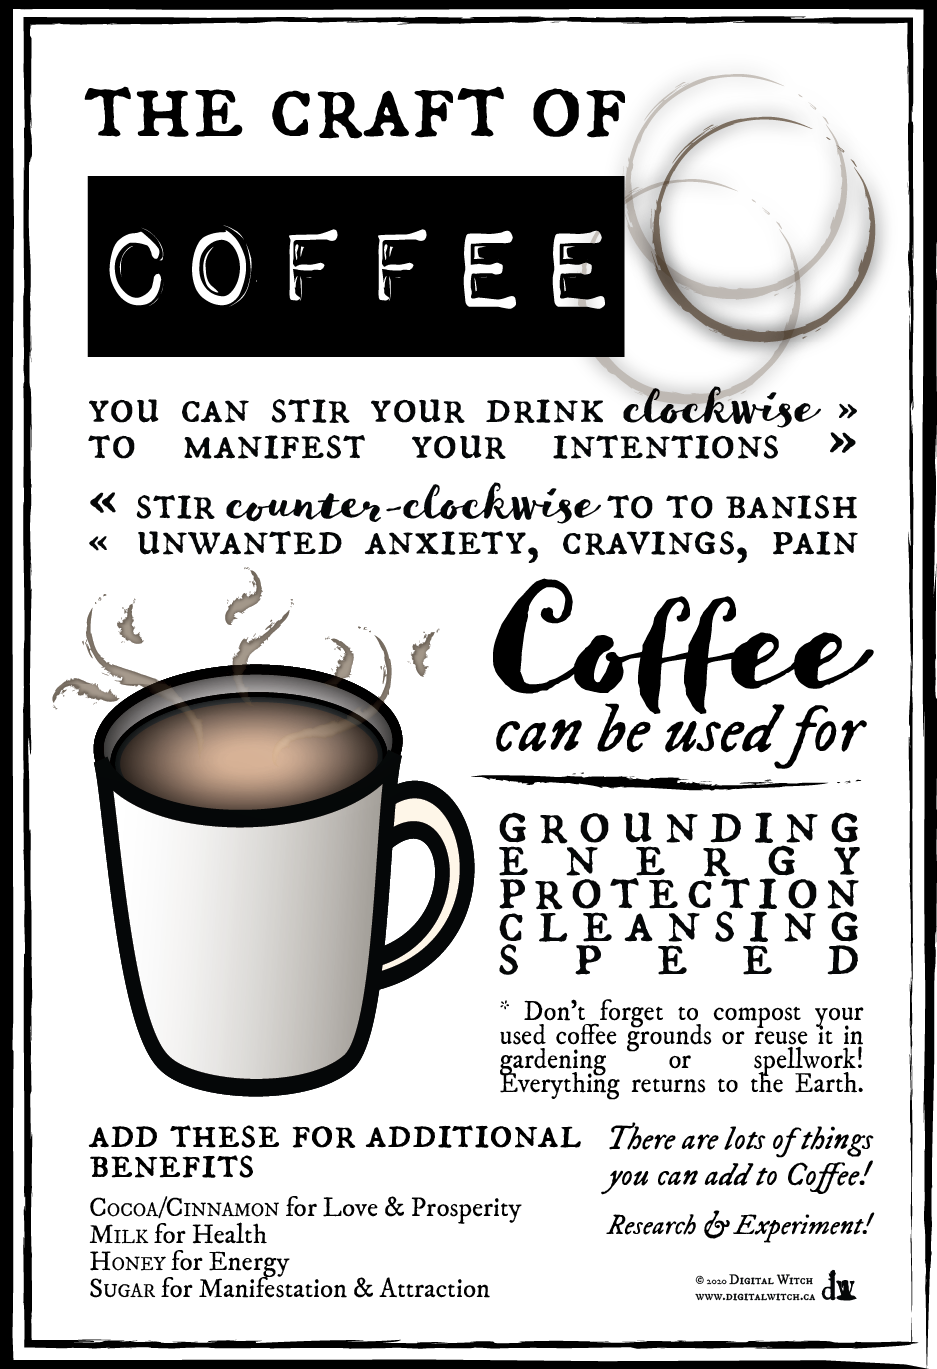 THE CRAFT OF
COFFEE
YOU CAN STIR YOUR DRINK clockwise »
TO MANIFEST YOUR INTENTIONS »
« STIR counter-clockwise TO TO BANISH
« UNWANTED ANXIETY, CRAVINGS, PAIN
Coffee
can be used for
GROUNDING
ENERGY
PROTECTION
CLEANSING
SPEED
* Don't forget to compost your
used coffee grounds or reuse it in
gardening or spellwork!
Everything returns to the Earth.
ADD THESE FOR ADDITIONAL
BENEFITS
COCOA/CINNAMON for Love & Prosperity
MILK for Health
HONEY for Energy
SUGAR for Manifestation & Attraction
There are lots of things
you can add to Coffee!
Research & Experiment!
© 2020 DIGITAL WITCH
WWW.DIGITALWITCH.CA
dw